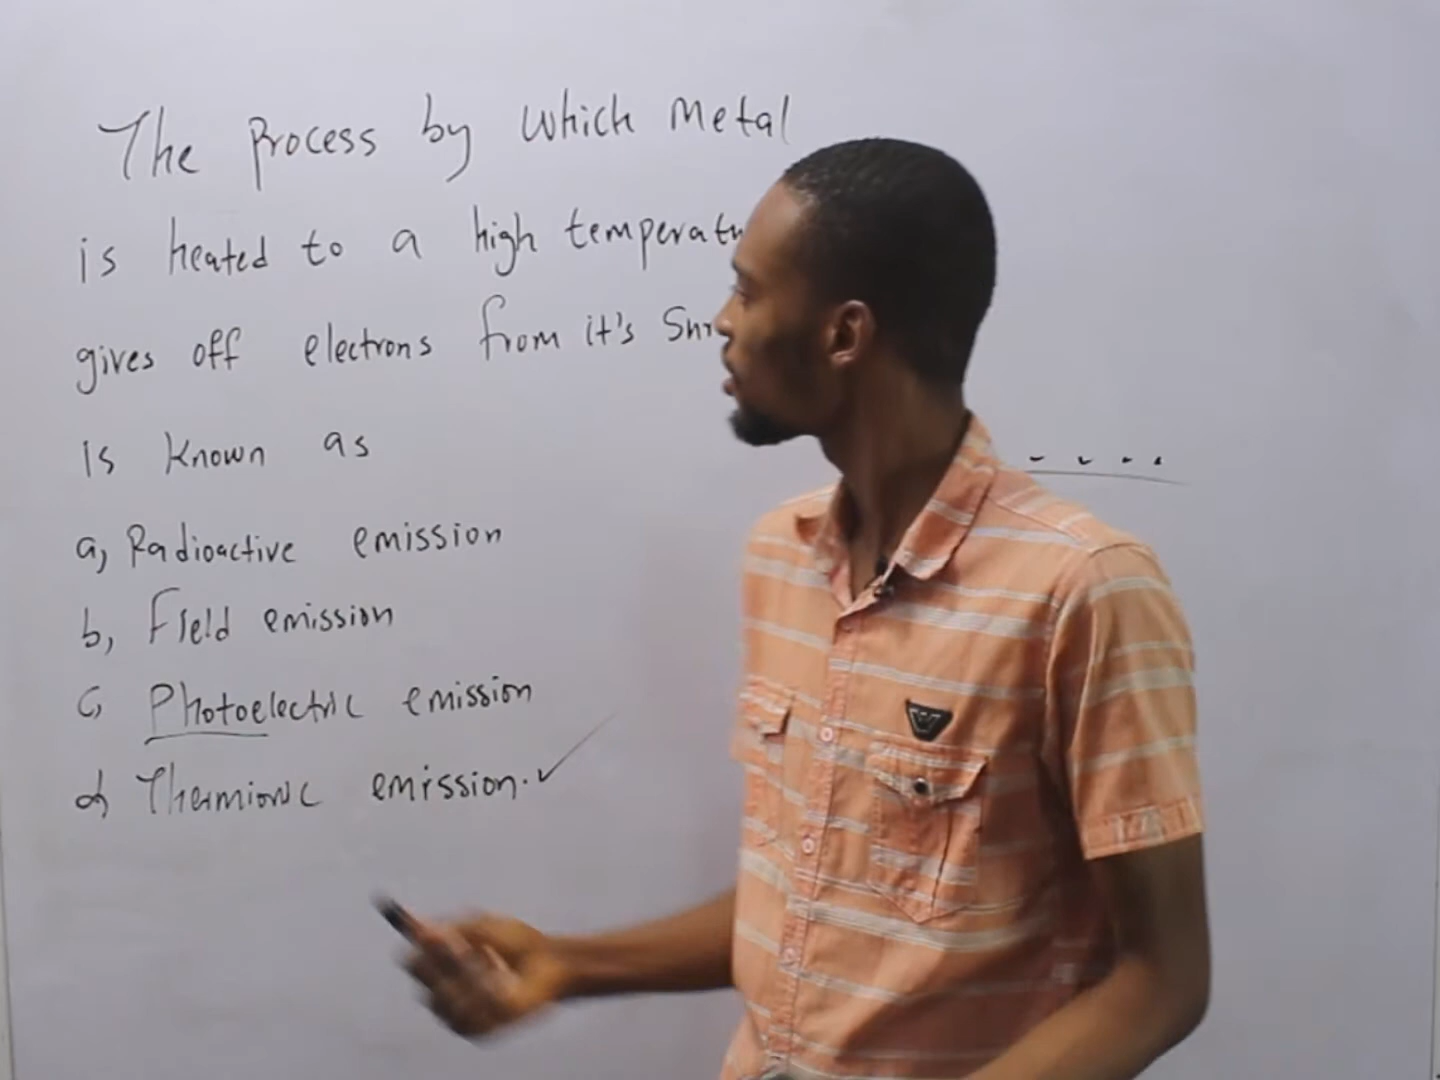 The process by which metal
is heated to a high temperatu
gives off electrons from it's
is known as
a, Radioactive emission
b, Field emission
c, Photoelectric emission
d, Thermionic emission. ✓